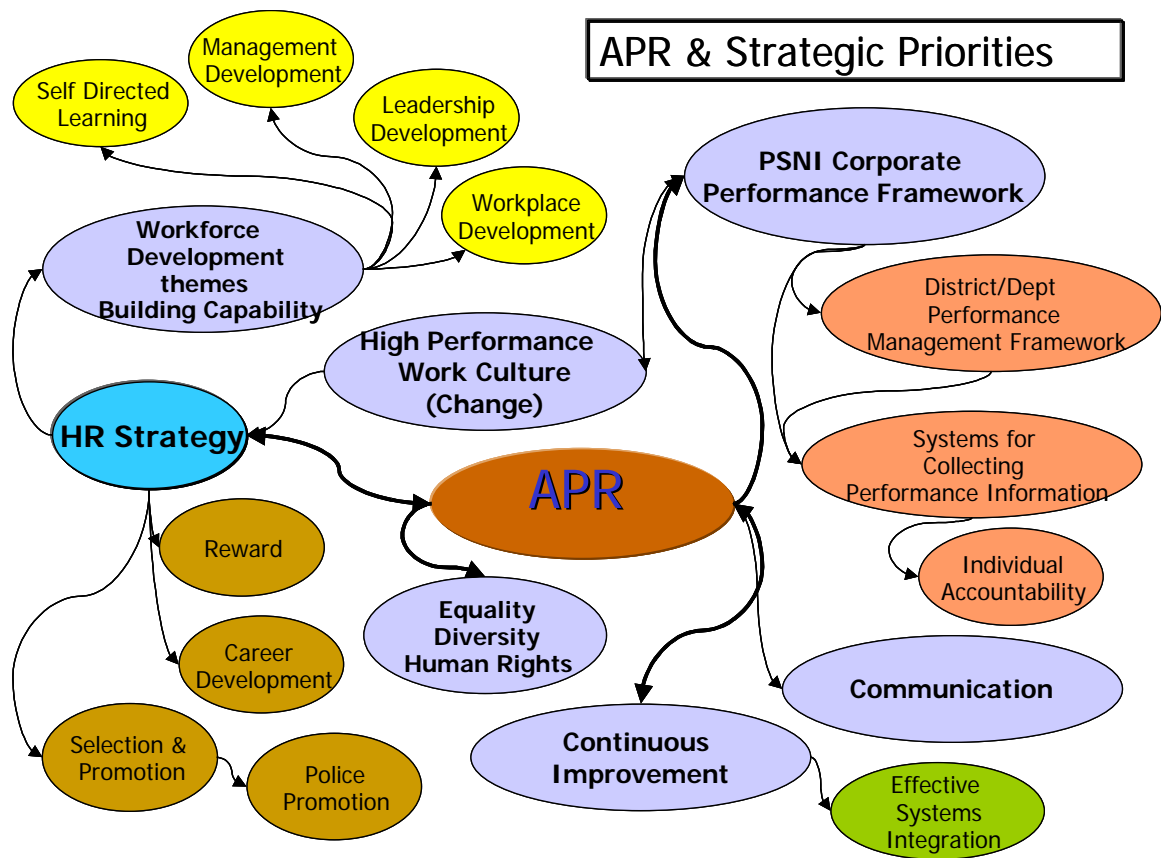 APR & Strategic Priorities
Management
Development
Self Directed
Learning
Leadership
Development
Workplace
Development
PSNI Corporate
Performance Framework
Workforce
Development
themes
Building Capability
District/Dept
Performance
Management Framework
High Performance
Work Culture
(Change)
HR Strategy
Systems for
Collecting
Performance Information
APR
Reward
Individual
Accountability
Equality
Diversity
Human Rights
Career
Development
Communication
Selection &
Promotion
Police
Promotion
Continuous
Improvement
Effective
Systems
Integration